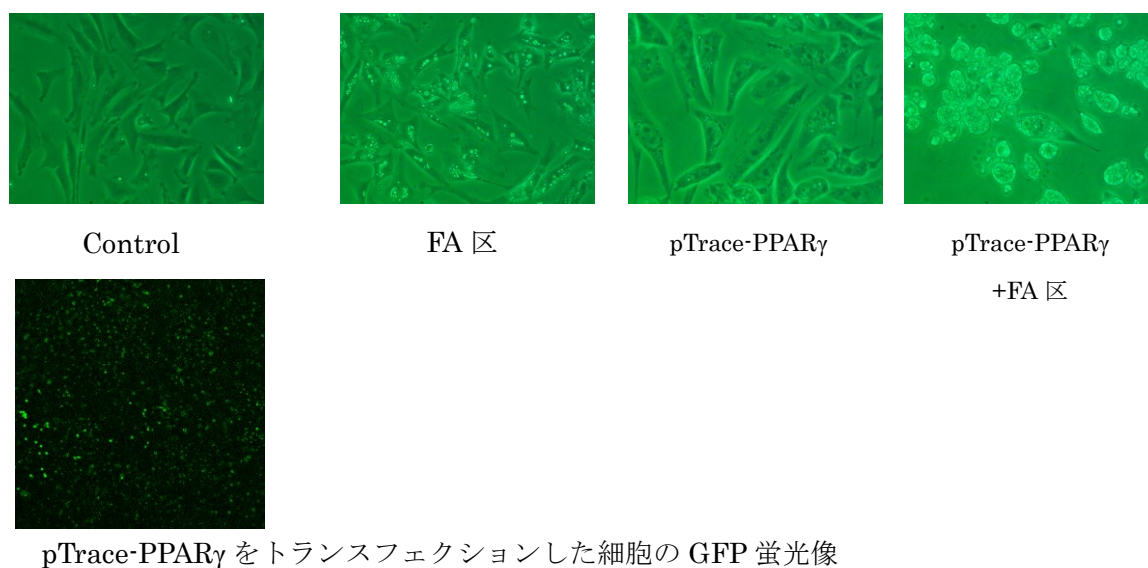 Control
FA 区
pTrace-PPARγ
pTrace-PPARγ
+FA 区
pTrace-PPARγ をトランスフェクションした細胞の GFP 蛍光像